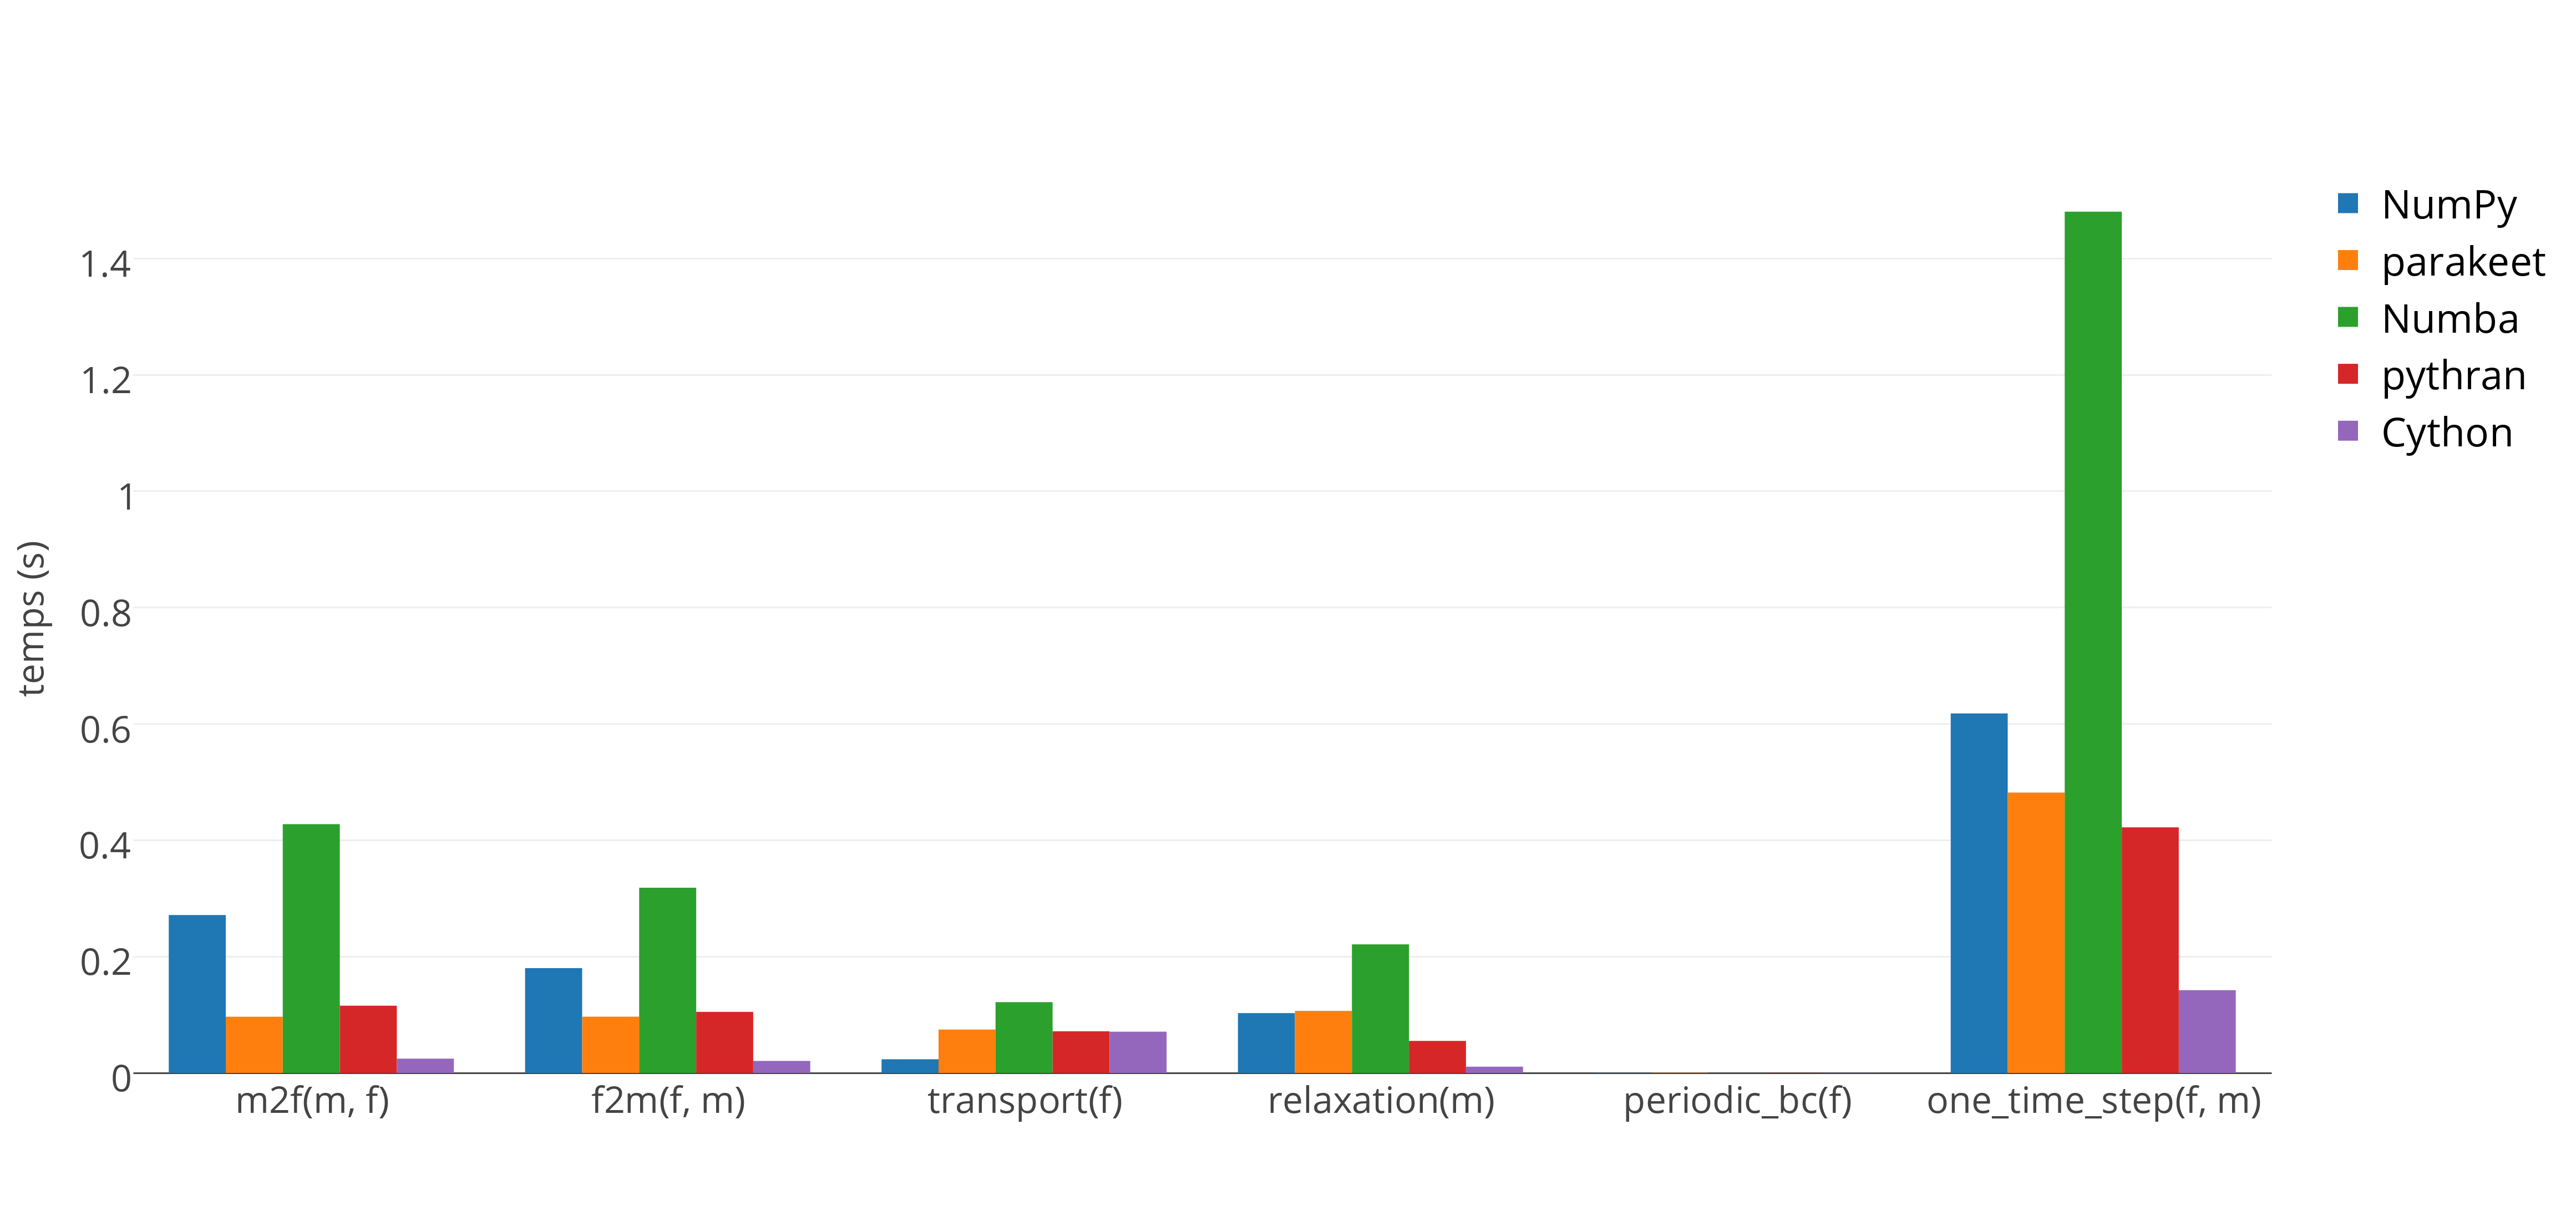 temps (s)
1.4
1.2
1
0.8
0.6
0.4
0.2
0
m2f(m, f)
f2m(f, m)
transport(f)
relaxation(m)
periodic_bc(f)
one_time_step(f, m)
NumPy
parakeet
Numba
pythran
Cython